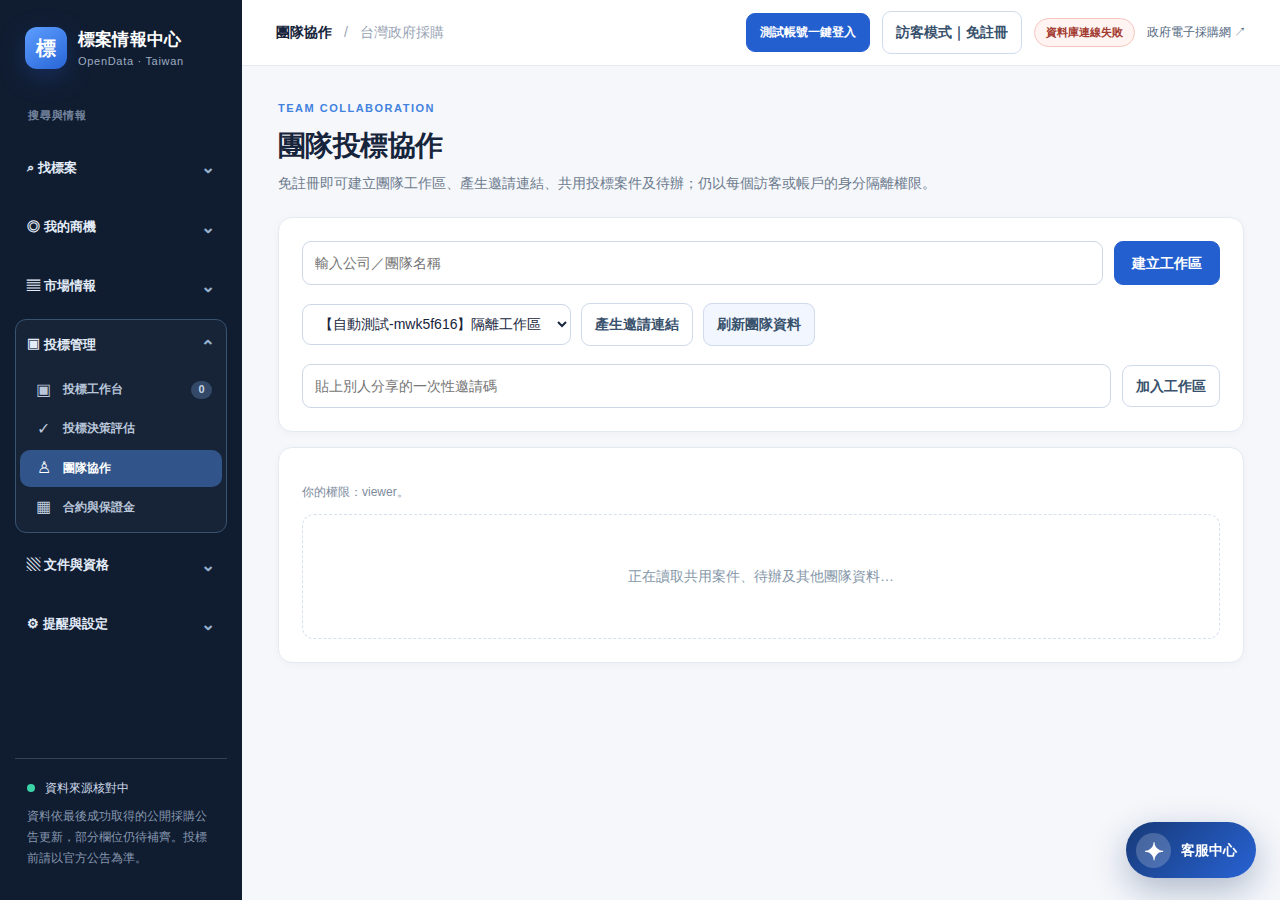 標
標案情報中心
OpenData · Taiwan
搜尋與情報
⌕ 找標案
◎ 我的商機
▤ 市場情報
▣ 投標管理
▣ 投標工作台 0
✓ 投標決策評估
♙ 團隊協作
▦ 合約與保證金
▧ 文件與資格
⚙ 提醒與設定
資料來源核對中
資料依最後成功取得的公開採購公
告更新，部分欄位仍待補齊。投標
前請以官方公告為準。
團隊協作 / 台灣政府採購
測試帳號一鍵登入
訪客模式｜免註冊
資料庫連線失敗
政府電子採購網 ↗
TEAM COLLABORATION
團隊投標協作
免註冊即可建立團隊工作區、產生邀請連結、共用投標案件及待辦；仍以每個訪客或帳戶的身分隔離權限。
輸入公司／團隊名稱
建立工作區
【自動測試-mwk5f616】隔離工作區
產生邀請連結
刷新團隊資料
貼上別人分享的一次性邀請碼
加入工作區
你的權限：viewer。
正在讀取共用案件、待辦及其他團隊資料…
客服中心